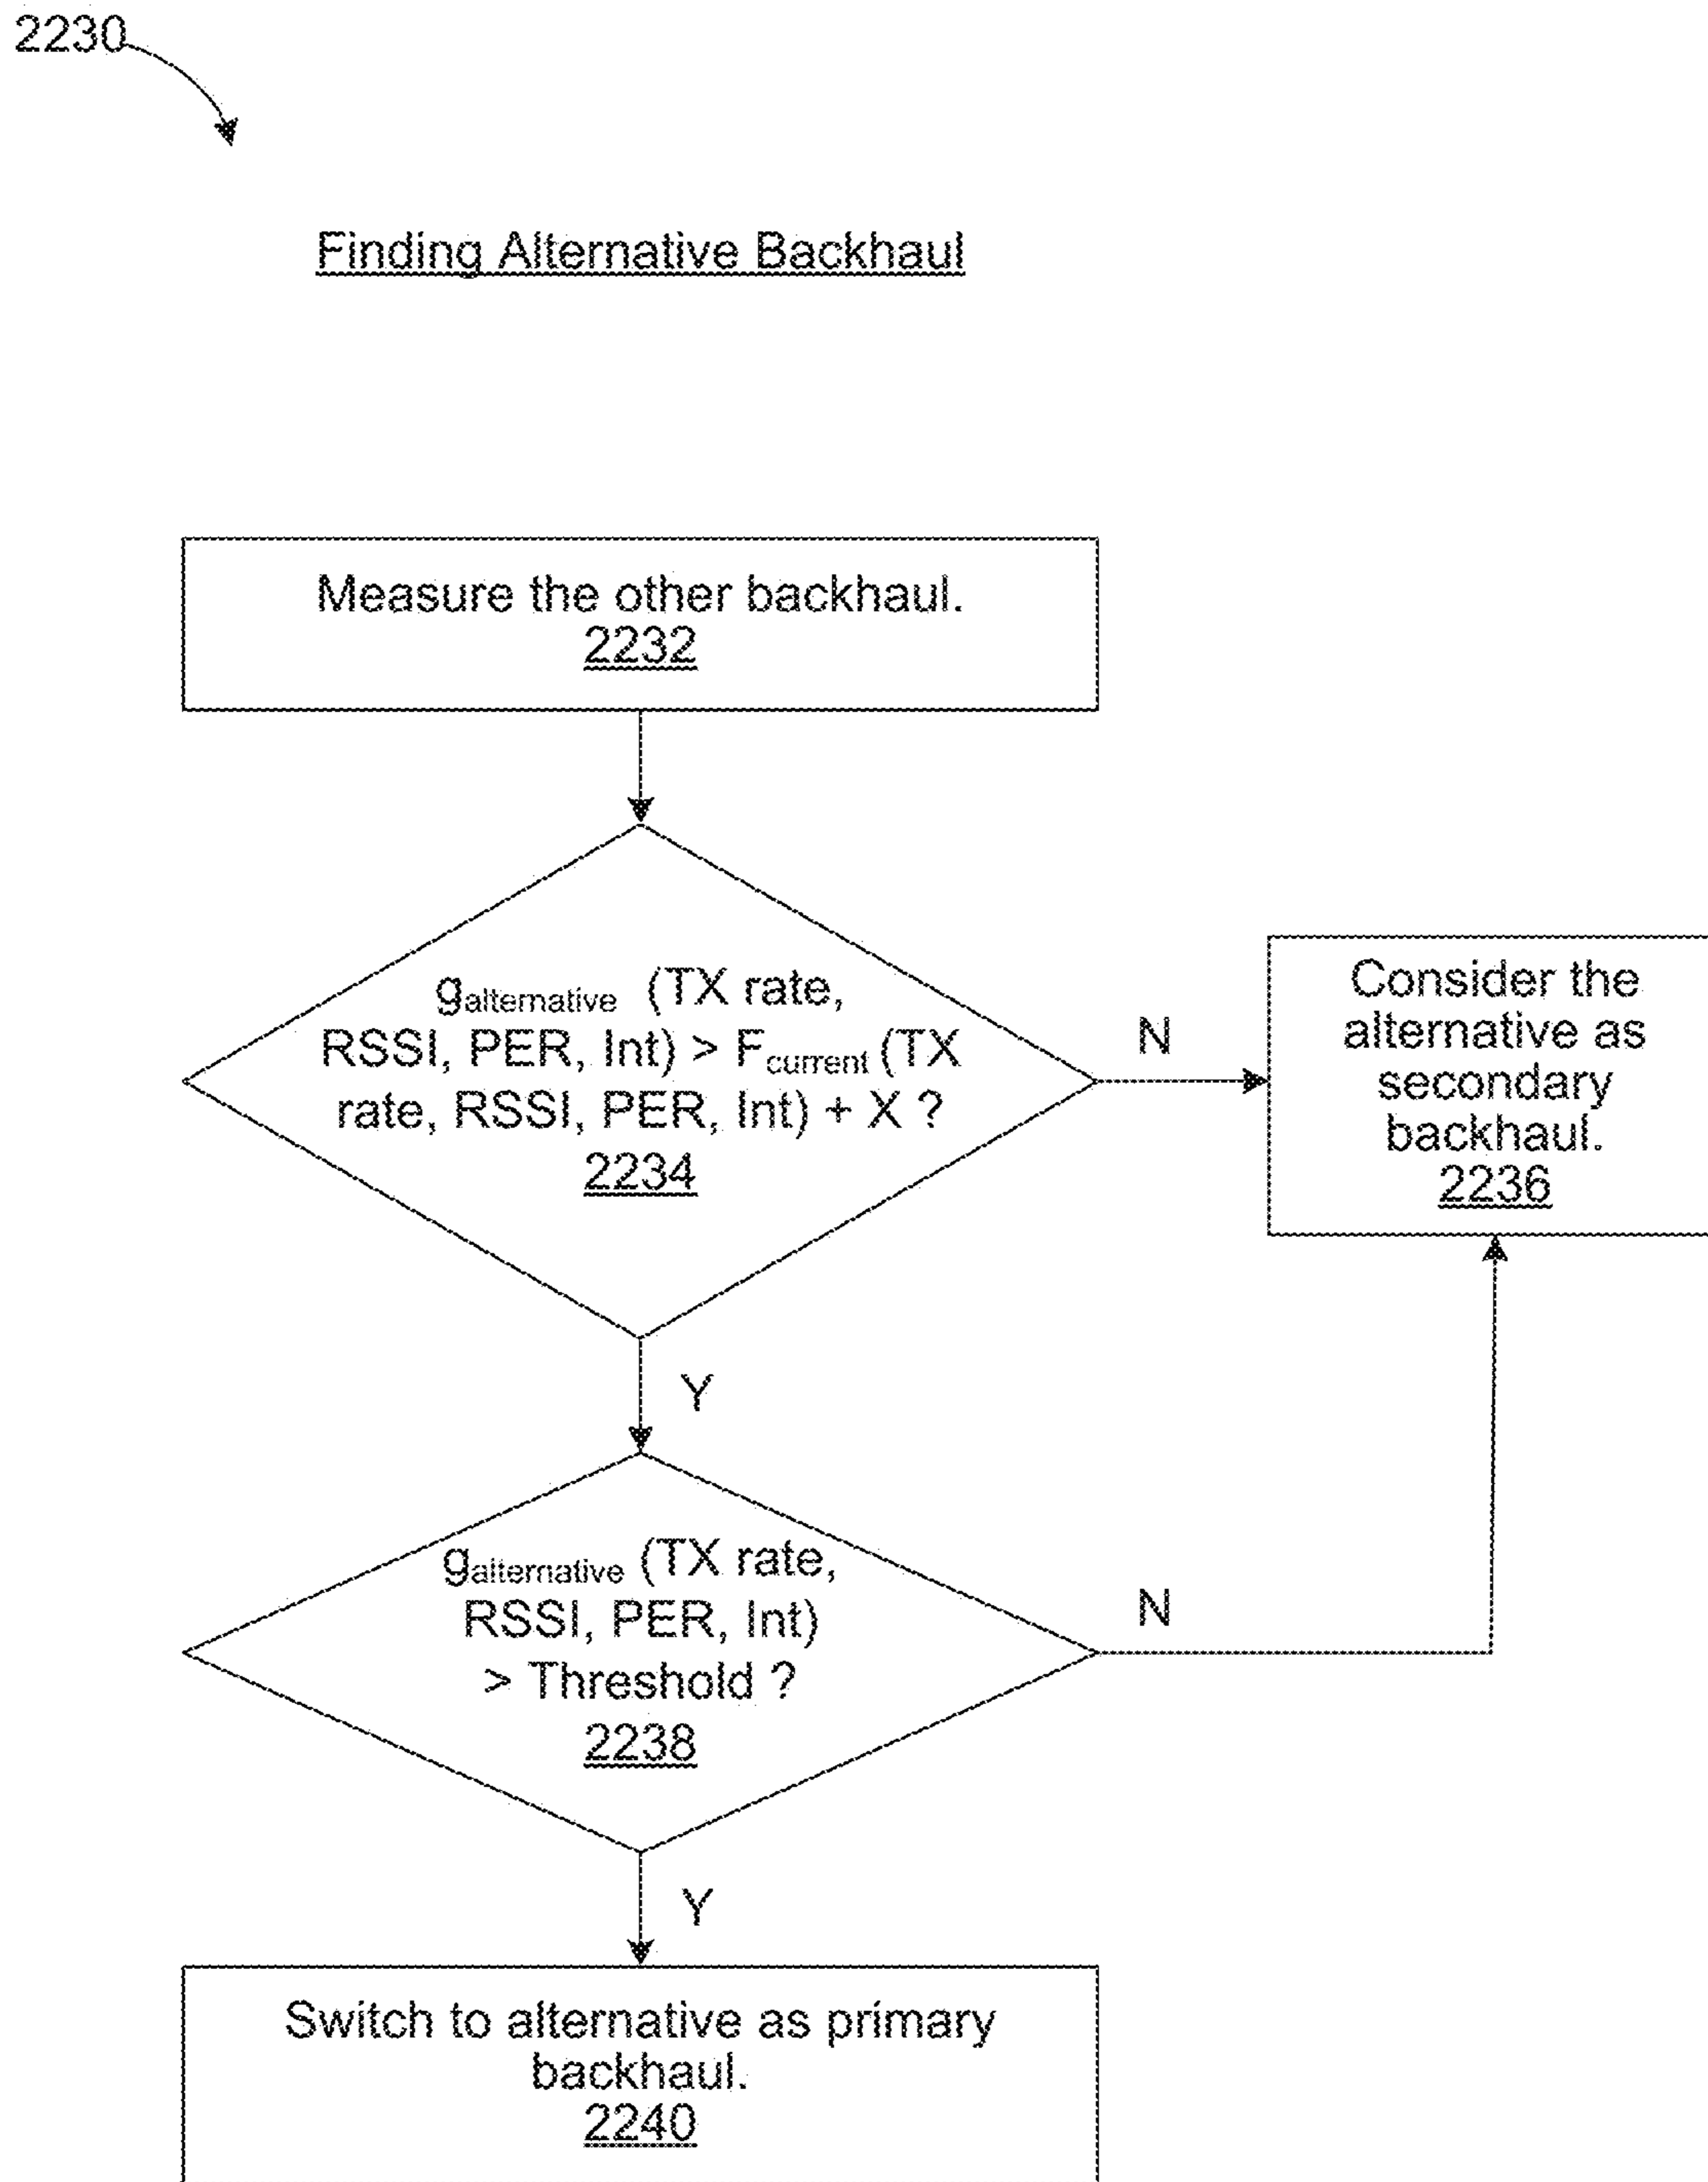 2230
Finding Alternative Backhaul
Measure the other backhaul.
2232
galternative (TX rate,
RSSI, PER, Int) > Fcurrent (TX
rate, RSSI, PER, Int) + X ?
2234
N
Consider the
alternative as
secondary
backhaul.
2236
Y
galternative (TX rate,
RSSI, PER, Int)
> Threshold ?
2238
N
Y
Switch to alternative as primary
backhaul.
2240